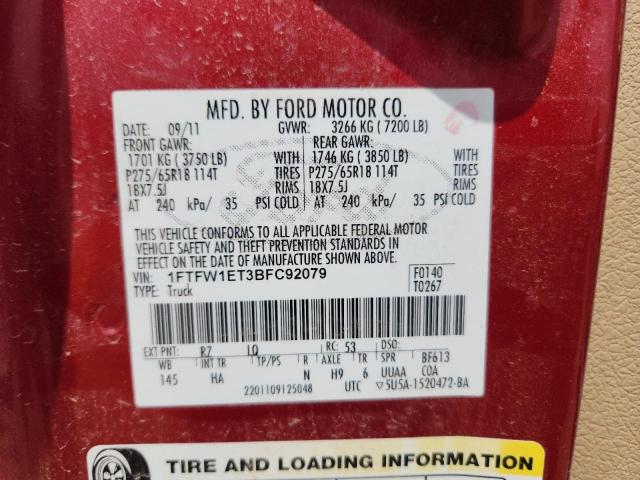 MFD. BY FORD MOTOR CO.
DATE: 09/11 GVWR: 3266 KG ( 7200 LB)
FRONT GAWR: REAR GAWR:
1701 KG ( 3750 LB) WITH 1746 KG ( 3850 LB) WITH
P275/65R18 114T TIRES P275/65R18 114T TIRES
18X7.5J RIMS 18X7.5J RIMS
AT 240 kPa/ 35 PSI COLD AT 240 kPa/ 35 PSI COLD
THIS VEHICLE CONFORMS TO ALL APPLICABLE FEDERAL MOTOR
VEHICLE SAFETY AND THEFT PREVENTION STANDARDS IN
EFFECT ON THE DATE OF MANUFACTURE SHOWN ABOVE.
VIN: 1FTFW1ET3BFC92079 F0140
TYPE: Truck T0267
EXT PNT: R7 LQ RC: 53 DSO:
WB INT TR TP/PS R AXLE TR SPR BF613
145 HA N H9 6 UUAA COA
2201109125048 UTC ▽5U5A-1520472-BA
TIRE AND LOADING INFORMATION